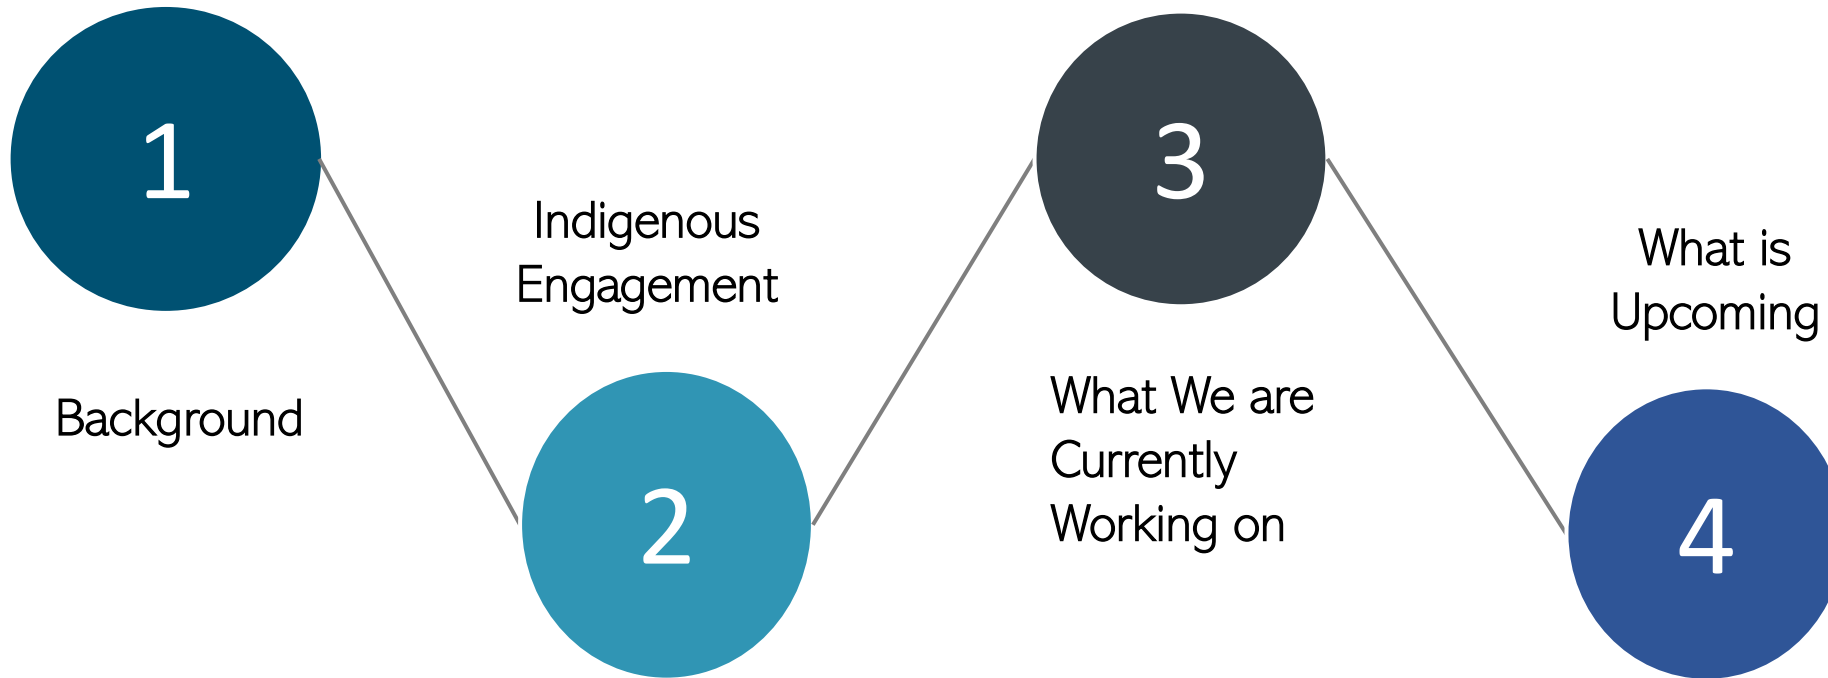 1
Background
Indigenous
Engagement
2
3
What We are
Currently
Working on
What is
Upcoming
4